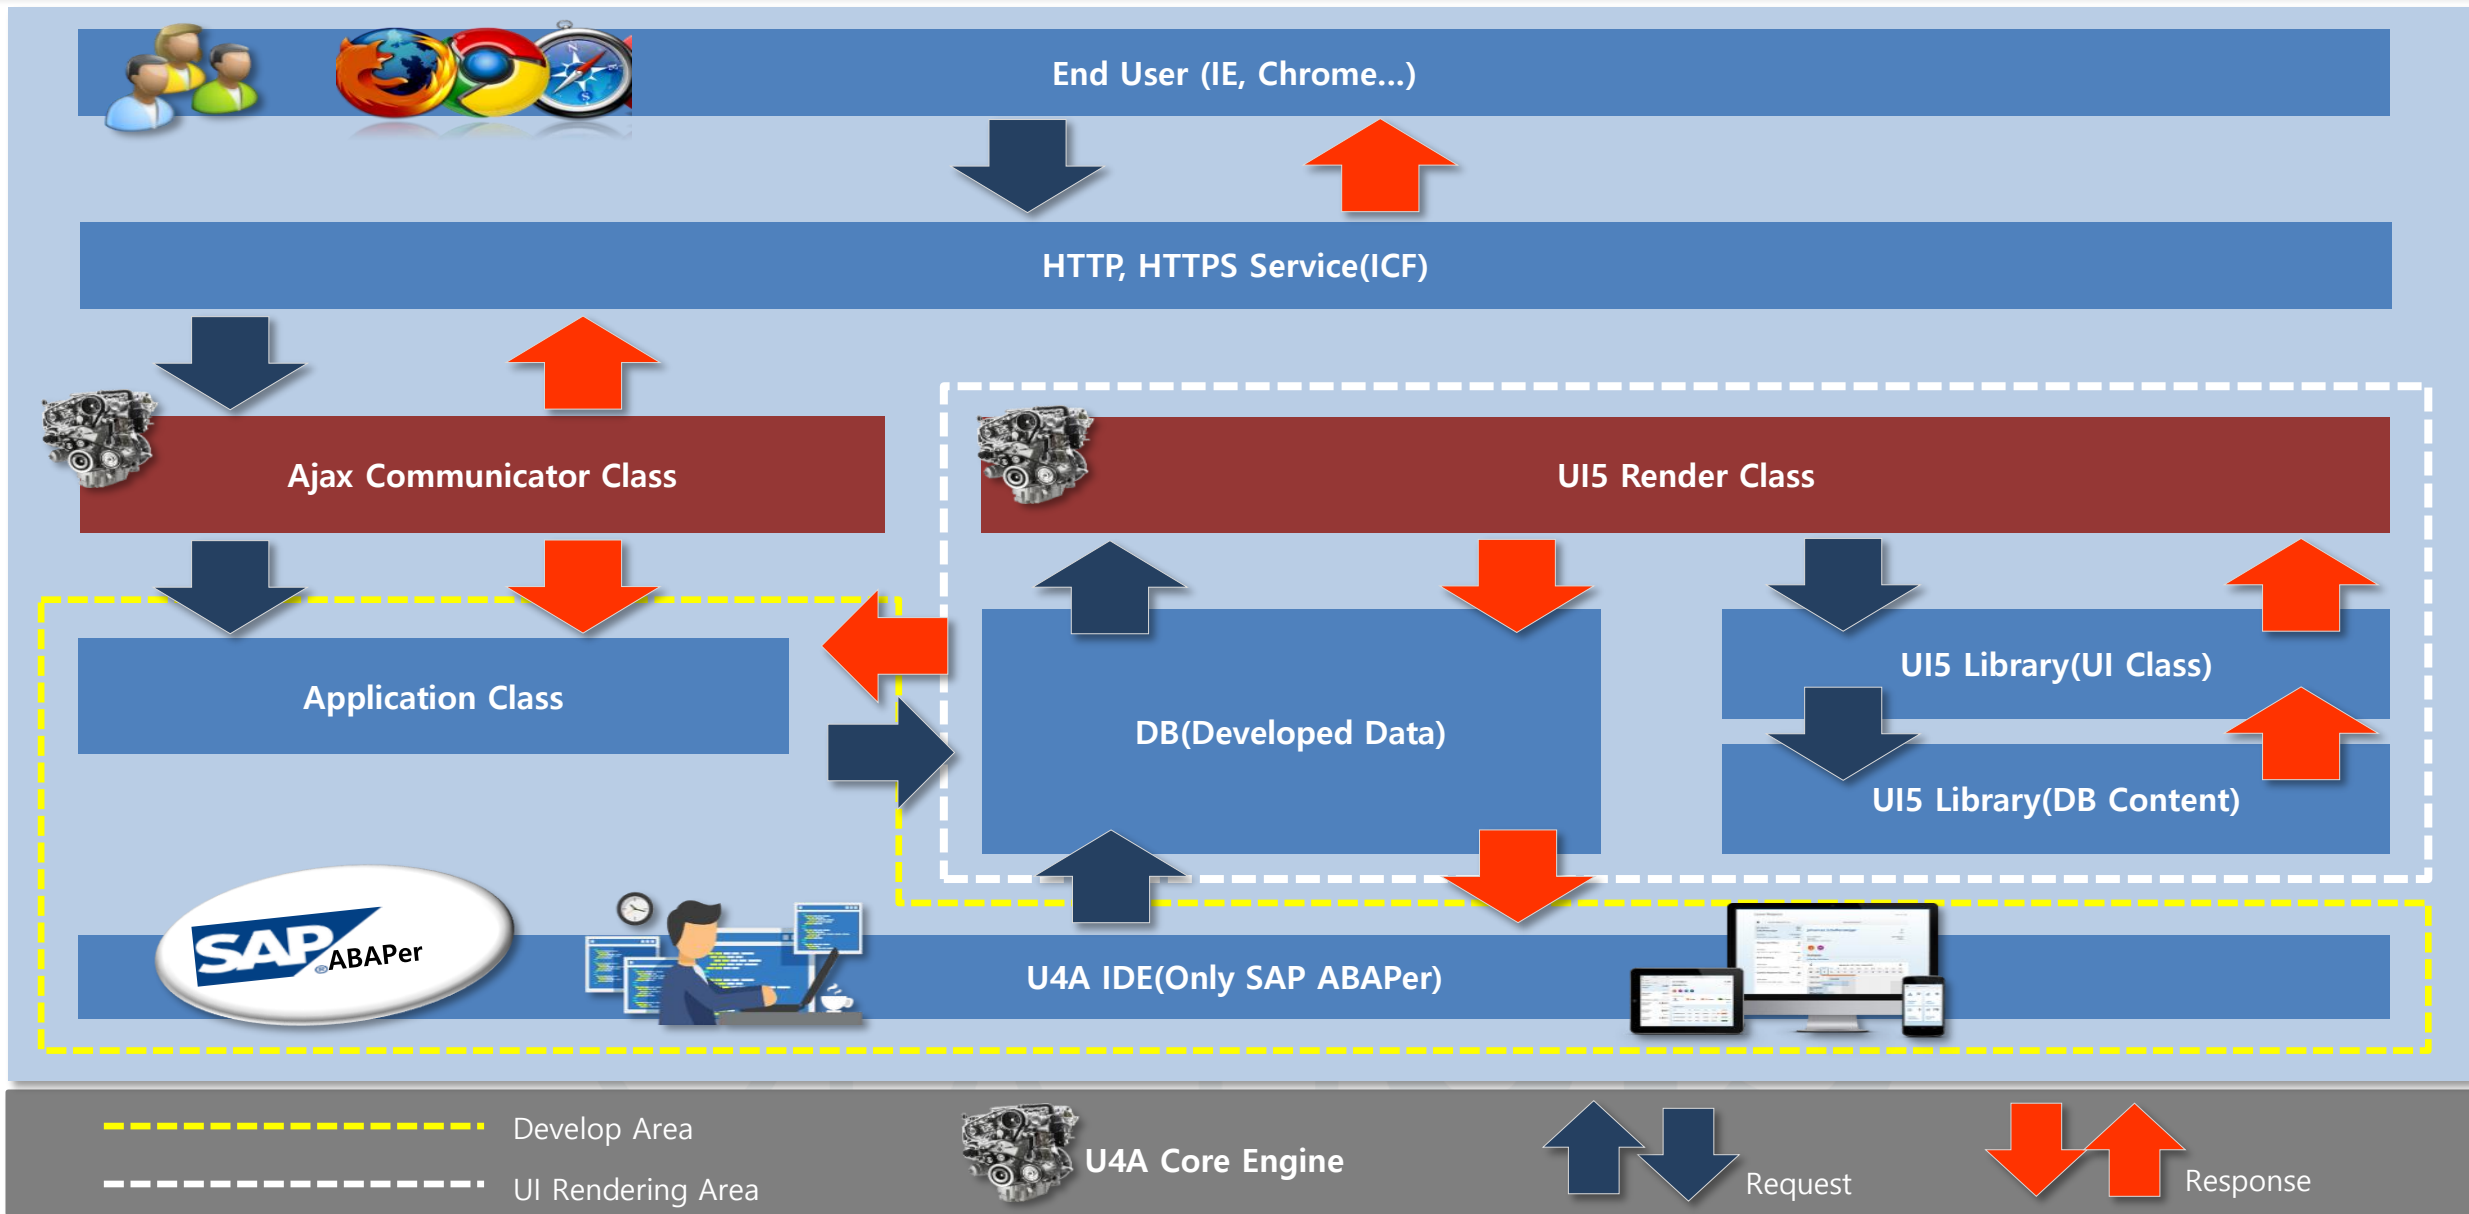 End User (IE, Chrome...)
HTTP, HTTPS Service(ICF)
Ajax Communicator Class
UI5 Render Class
Application Class
DB(Developed Data)
UI5 Library(UI Class)
UI5 Library(DB Content)
SAP® ABAPer
U4A IDE(Only SAP ABAPer)
Develop Area
UI Rendering Area
U4A Core Engine
Request
Response